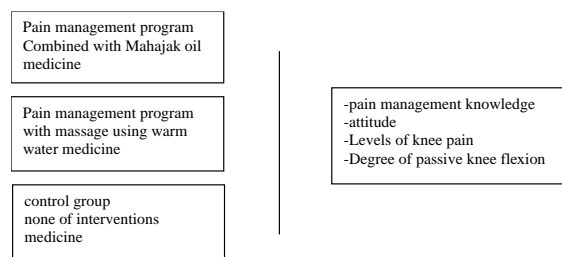 Pain management program
Combined with Mahajak oil
medicine
Pain management program
with massage using warm
water medicine
control group
none of interventions
medicine
-pain management knowledge
-attitude
-Levels of knee pain
-Degree of passive knee flexion